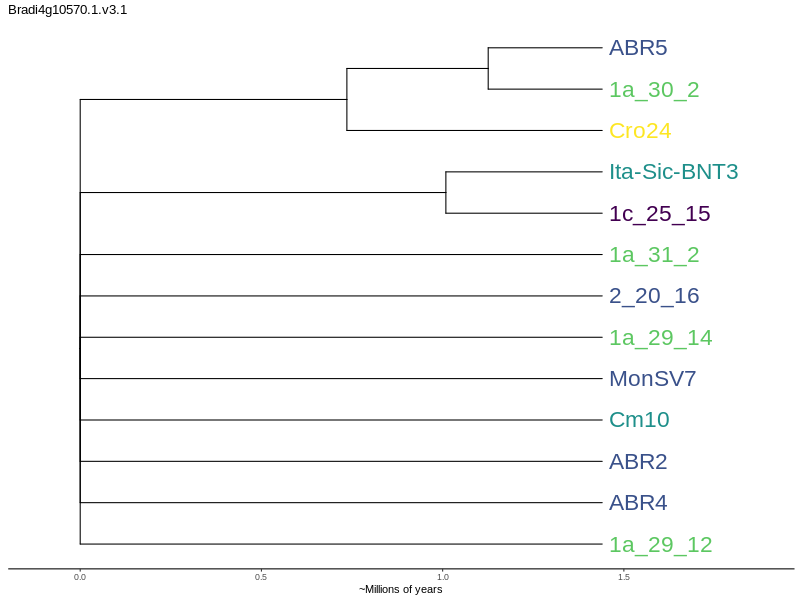 Bradi4g10570.1.v3.1
ABR5
1a_30_2
Cro24
Ita-Sic-BNT3
1c_25_15
1a_31_2
2_20_16
1a_29_14
MonSV7
Cm10
ABR2
ABR4
1a_29_12
0.0 0.5 1.0 1.5
~Millions of years